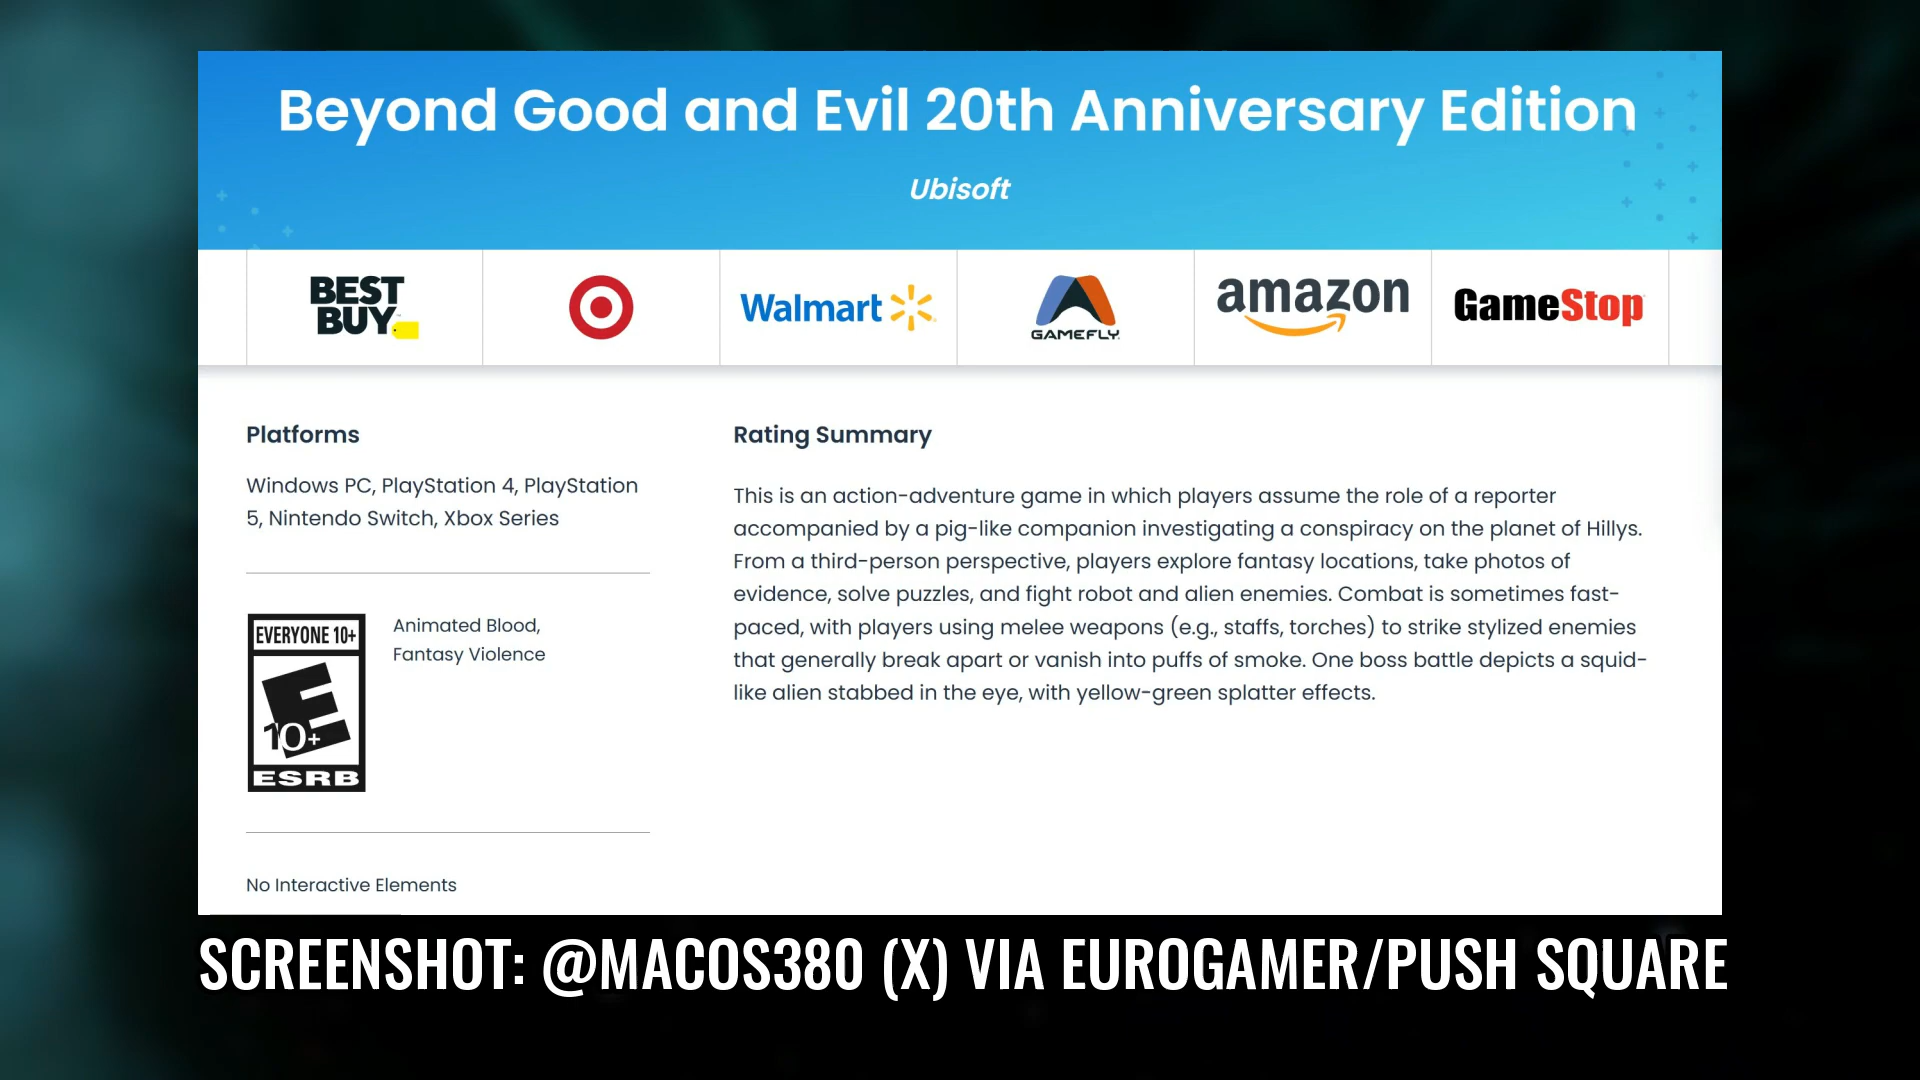 Beyond Good and Evil 20th Anniversary Edition
Ubisoft
BEST
BUY
Walmart
GAMEFLY
amazon
GameStop
Platforms
Windows PC, PlayStation 4, PlayStation
5, Nintendo Switch, Xbox Series
EVERYONE 10+
E
10+
ESRB
Animated Blood,
Fantasy Violence
No Interactive Elements
Rating Summary
This is an action-adventure game in which players assume the role of a reporter
accompanied by a pig-like companion investigating a conspiracy on the planet of Hillys.
From a third-person perspective, players explore fantasy locations, take photos of
evidence, solve puzzles, and fight robot and alien enemies. Combat is sometimes fast-
paced, with players using melee weapons (e.g., staffs, torches) to strike stylized enemies
that generally break apart or vanish into puffs of smoke. One boss battle depicts a squid-
like alien stabbed in the eye, with yellow-green splatter effects.
SCREENSHOT: @MACOS380 (X) VIA EUROGAMER/PUSH SQUARE